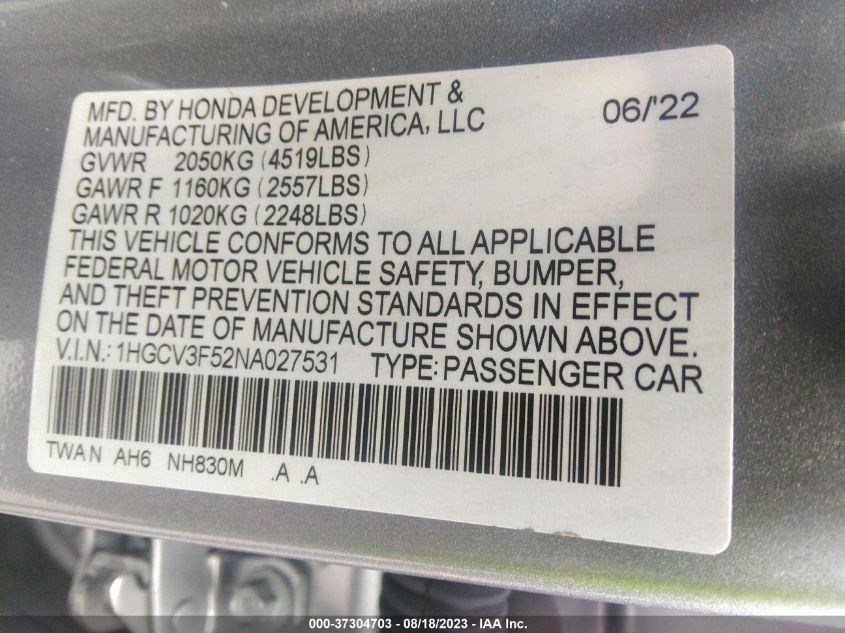 MFD. BY HONDA DEVELOPMENT & 06/'22
MANUFACTURING OF AMERICA, LLC
GVWR 2050KG (4519LBS)
GAWR F 1160KG (2557LBS)
GAWR R 1020KG (2248LBS)
THIS VEHICLE CONFORMS TO ALL APPLICABLE
FEDERAL MOTOR VEHICLE SAFETY, BUMPER,
AND THEFT PREVENTION STANDARDS IN EFFECT
ON THE DATE OF MANUFACTURE SHOWN ABOVE.
V.I.N.: 1HGCV3F52NA027531 TYPE: PASSENGER CAR
TWA N AH6 NH830M .A .A
000-37304703 - 08/18/2023 - IAA Inc.